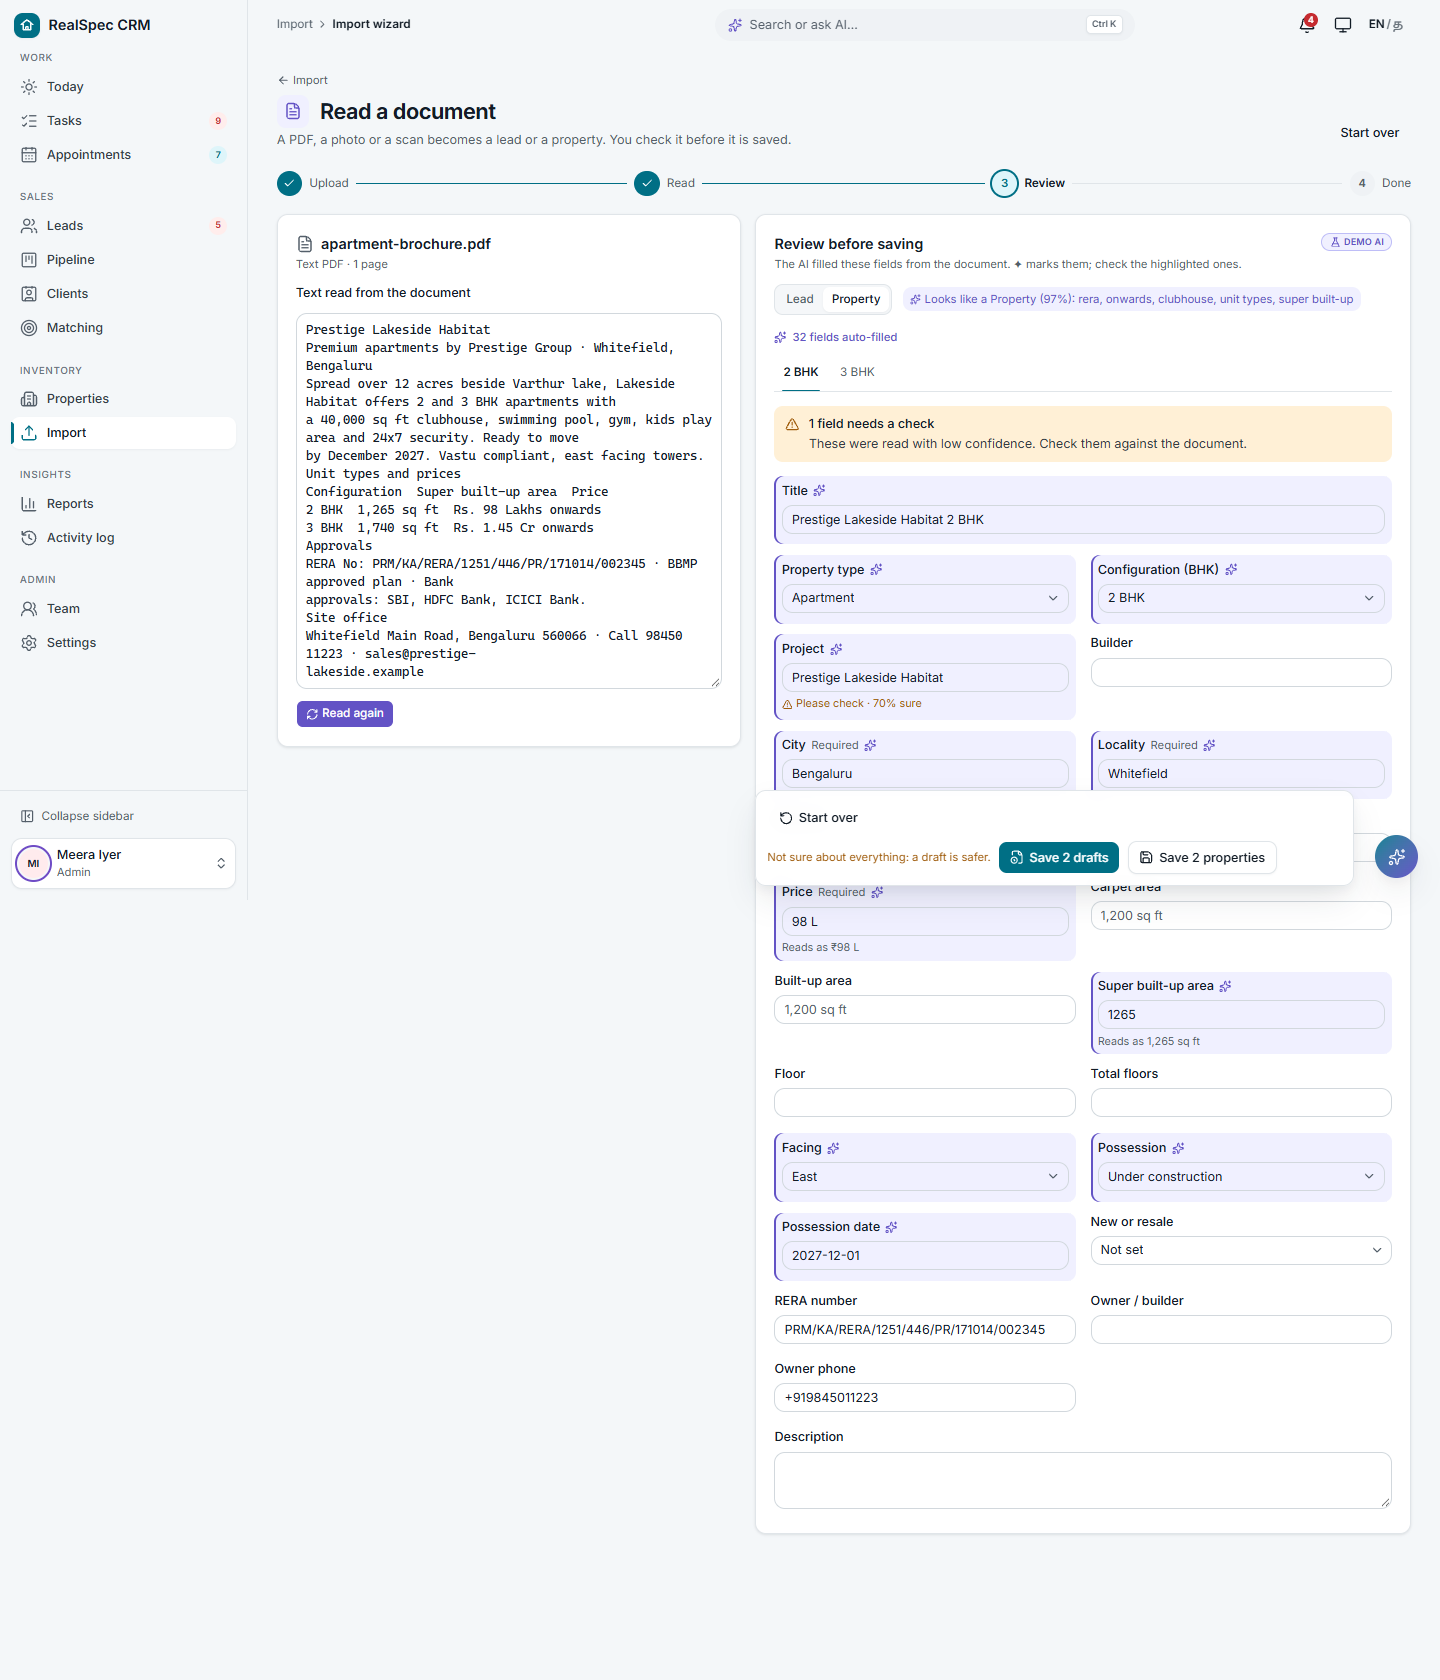 RealSpec CRM
WORK
Today
Tasks 9
Appointments 7
SALES
Leads 5
Pipeline
Clients
Matching
INVENTORY
Properties
Import
INSIGHTS
Reports
Activity log
ADMIN
Team
Settings
Collapse sidebar
MI Meera Iyer
Admin
Import > Import wizard
Search or ask AI... Ctrl K
4
EN / த
← Import
Read a document
A PDF, a photo or a scan becomes a lead or a property. You check it before it is saved.
Start over
Upload Read 3 Review 4 Done
apartment-brochure.pdf
Text PDF · 1 page
Text read from the document
Prestige Lakeside Habitat
Premium apartments by Prestige Group · Whitefield,
Bengaluru
Spread over 12 acres beside Varthur lake, Lakeside
Habitat offers 2 and 3 BHK apartments with
a 40,000 sq ft clubhouse, swimming pool, gym, kids play
area and 24x7 security. Ready to move
by December 2027. Vastu compliant, east facing towers.
Unit types and prices
Configuration Super built-up area Price
2 BHK 1,265 sq ft Rs. 98 Lakhs onwards
3 BHK 1,740 sq ft Rs. 1.45 Cr onwards
Approvals
RERA No: PRM/KA/RERA/1251/446/PR/171014/002345 · BBMP
approved plan · Bank
approvals: SBI, HDFC Bank, ICICI Bank.
Site office
Whitefield Main Road, Bengaluru 560066 · Call 98450
11223 · sales@prestige-
lakeside.example
Read again
Review before saving
DEMO AI
The AI filled these fields from the document. ✦ marks them; check the highlighted ones.
Lead Property
Looks like a Property (97%): rera, onwards, clubhouse, unit types, super built-up
32 fields auto-filled
2 BHK 3 BHK
1 field needs a check
These were read with low confidence. Check them against the document.
Title
Prestige Lakeside Habitat 2 BHK
Property type
Apartment
Configuration (BHK)
2 BHK
Project
Prestige Lakeside Habitat
Please check · 70% sure
Builder
City Required
Bengaluru
Locality Required
Whitefield
Start over
Not sure about everything: a draft is safer.
Save 2 drafts
Save 2 properties
Price Required
98 L
Reads as ₹98 L
Carpet area
1,200 sq ft
Built-up area
1,200 sq ft
Super built-up area
1265
Reads as 1,265 sq ft
Floor
Total floors
Facing
East
Possession
Under construction
Possession date
2027-12-01
New or resale
Not set
RERA number
PRM/KA/RERA/1251/446/PR/171014/002345
Owner / builder
Owner phone
+919845011223
Description